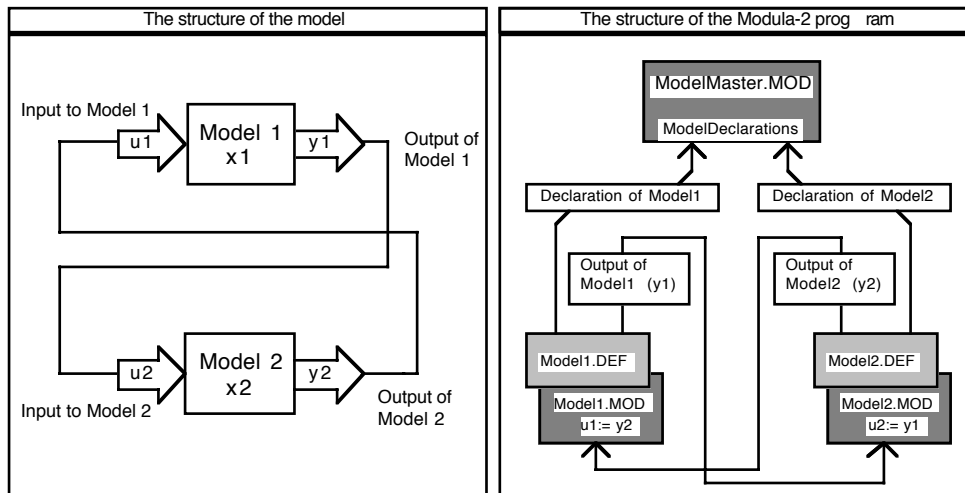 The structure of the model
Input to Model 1
u1
Model 1
x1
y1
Output of
Model 1
u2
Model 2
x2
y2
Input to Model 2
Output of
Model 2
The structure of the Modula-2 prog ram
ModelMaster.MOD
ModelDeclarations
Declaration of Model1
Declaration of Model2
Output of
Model1 (y1)
Output of
Model2 (y2)
Model1.DEF
Model2.DEF
Model1.MOD
u1:= y2
Model2.MOD
u2:= y1